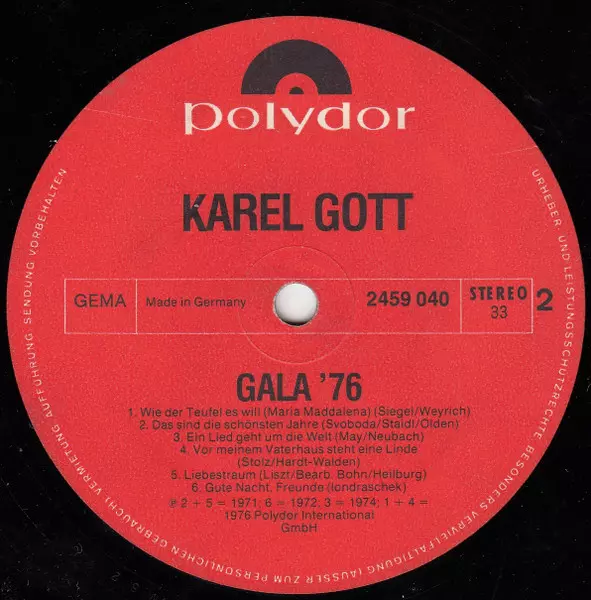 polydor
KAREL GOTT
GEMA
Made in Germany
2459 040
STEREO
33
2
GALA '76
1. Wie der Teufel es will (Maria Maddalena) (Siegel/Weyrich)
2. Das sind die schönsten Jahre (Svoboda/Staidl/Olden)
3. Ein Lied geht um die Welt (May/Neubach)
4. Vor meinem Vaterhaus steht eine Linde
(Stolz/Hardt-Walden)
5. Liebestraum (Liszt/Bearb. Bohn/Heilburg)
6. Gute Nacht, Freunde (londraschek)
℗ 2 + 5 = 1971; 6 = 1972; 3 = 1974; 1 + 4 =
1976 Polydor International
GmbH
URHEBER- UND LEISTUNGSSCHUTZRECHTE, BESONDERS VERVIELFÄLTIGUNG (AUSSER ZUM PERSÖNLICHEN GEBRAUCH) VERMIETUNG AUFFÜHRUNG, SENDUNG VORBEHALTEN